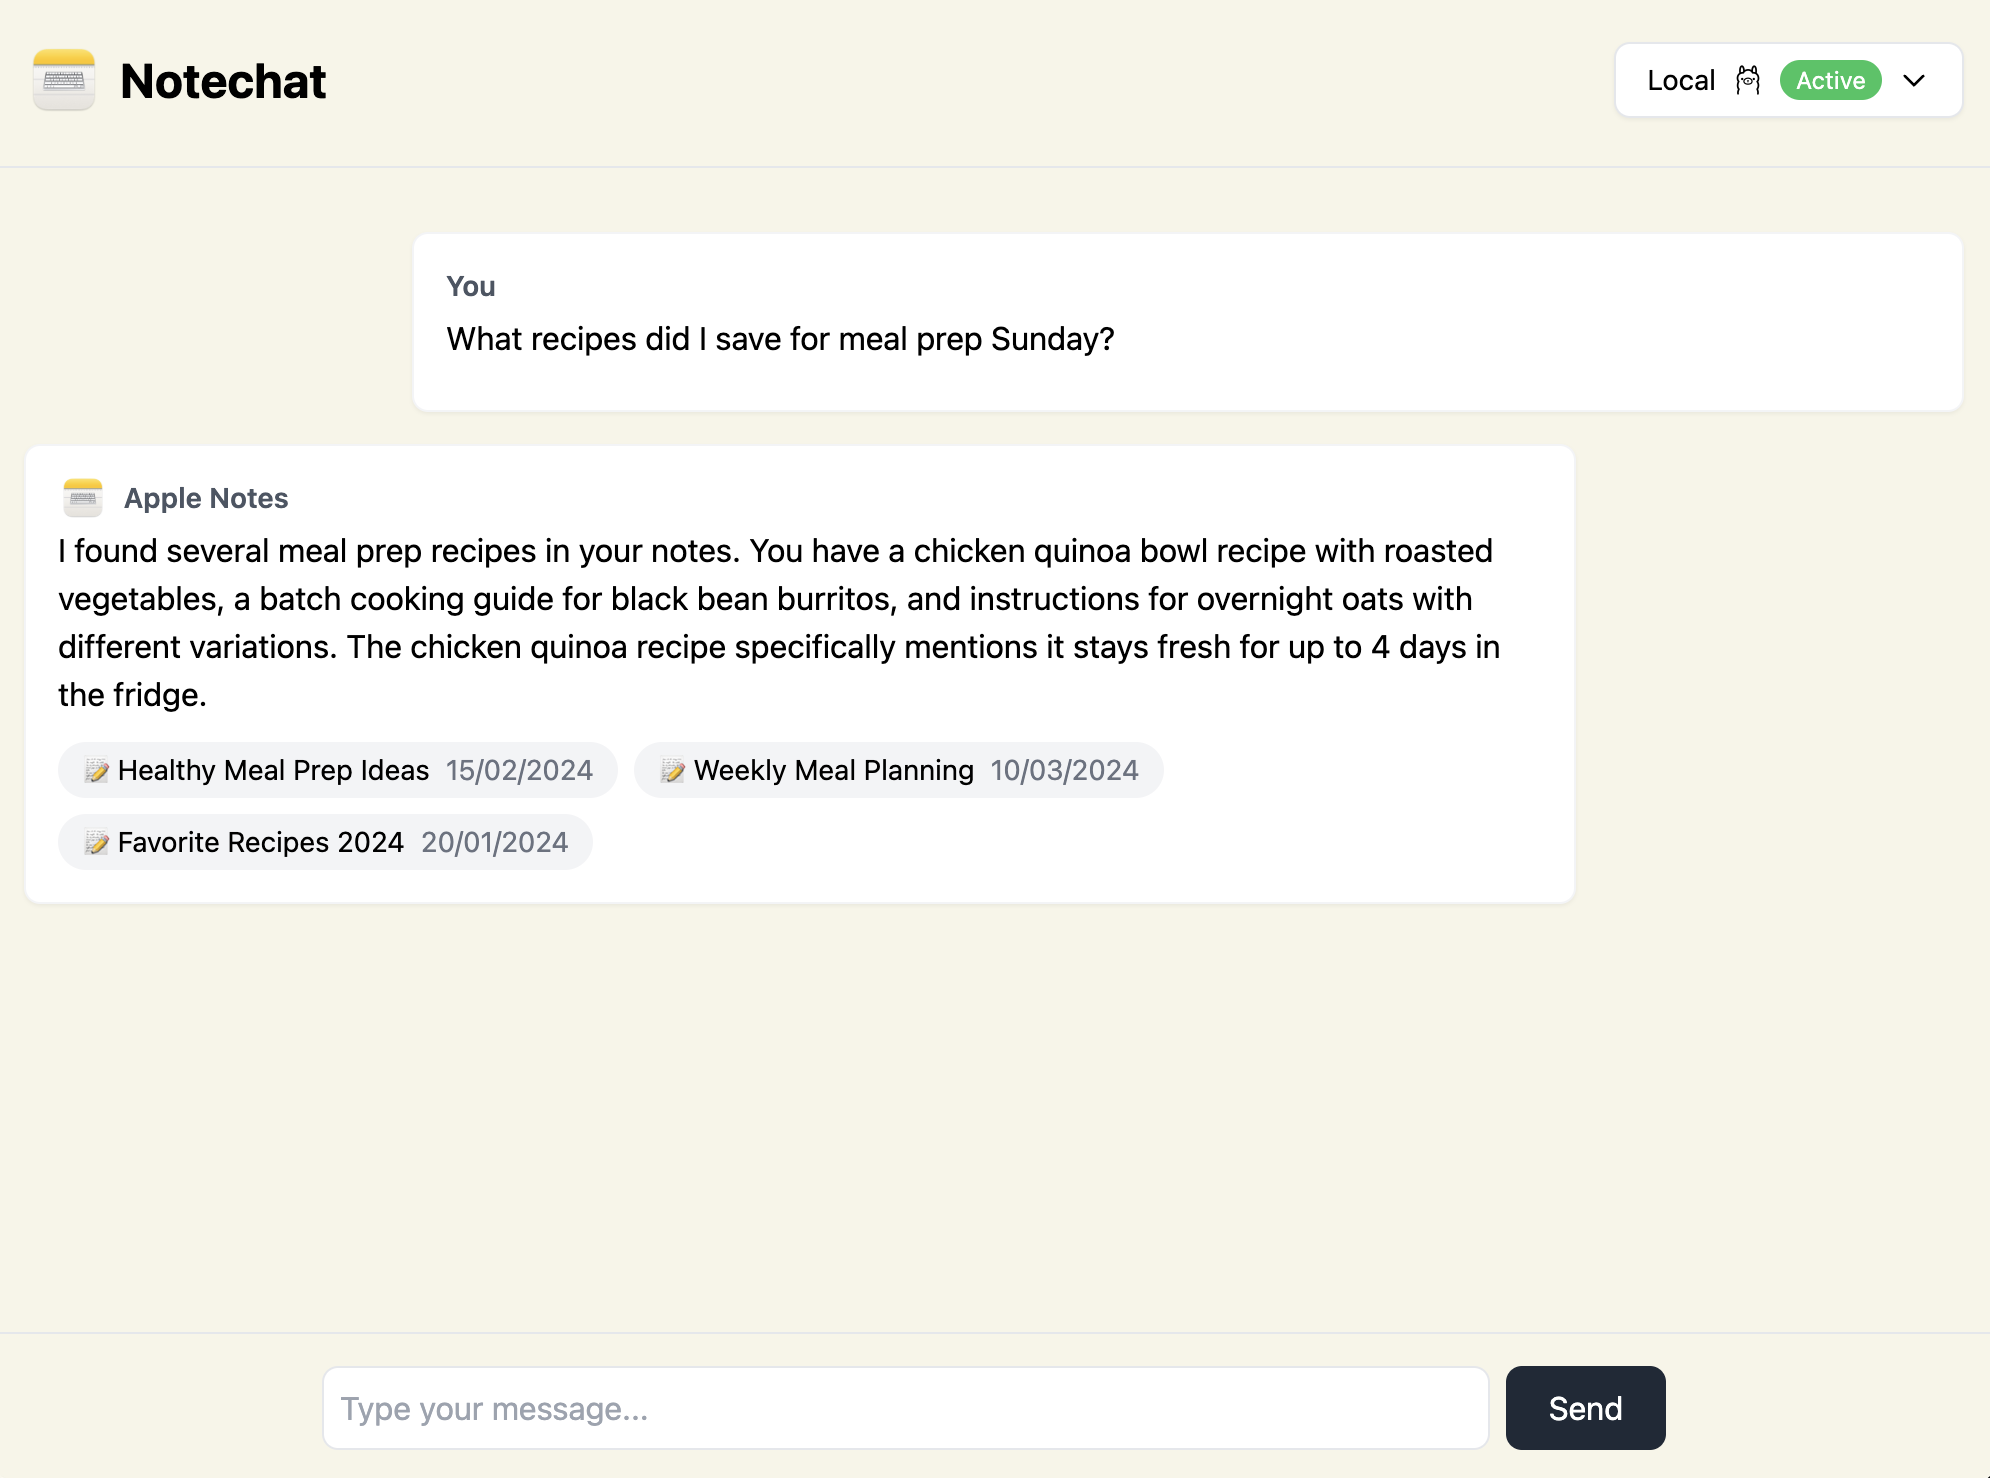 Notechat
Local Active
You
What recipes did I save for meal prep Sunday?
Apple Notes
I found several meal prep recipes in your notes. You have a chicken quinoa bowl recipe with roasted
vegetables, a batch cooking guide for black bean burritos, and instructions for overnight oats with
different variations. The chicken quinoa recipe specifically mentions it stays fresh for up to 4 days in
the fridge.
Healthy Meal Prep Ideas 15/02/2024 Weekly Meal Planning 10/03/2024
Favorite Recipes 2024 20/01/2024
Type your message...
Send